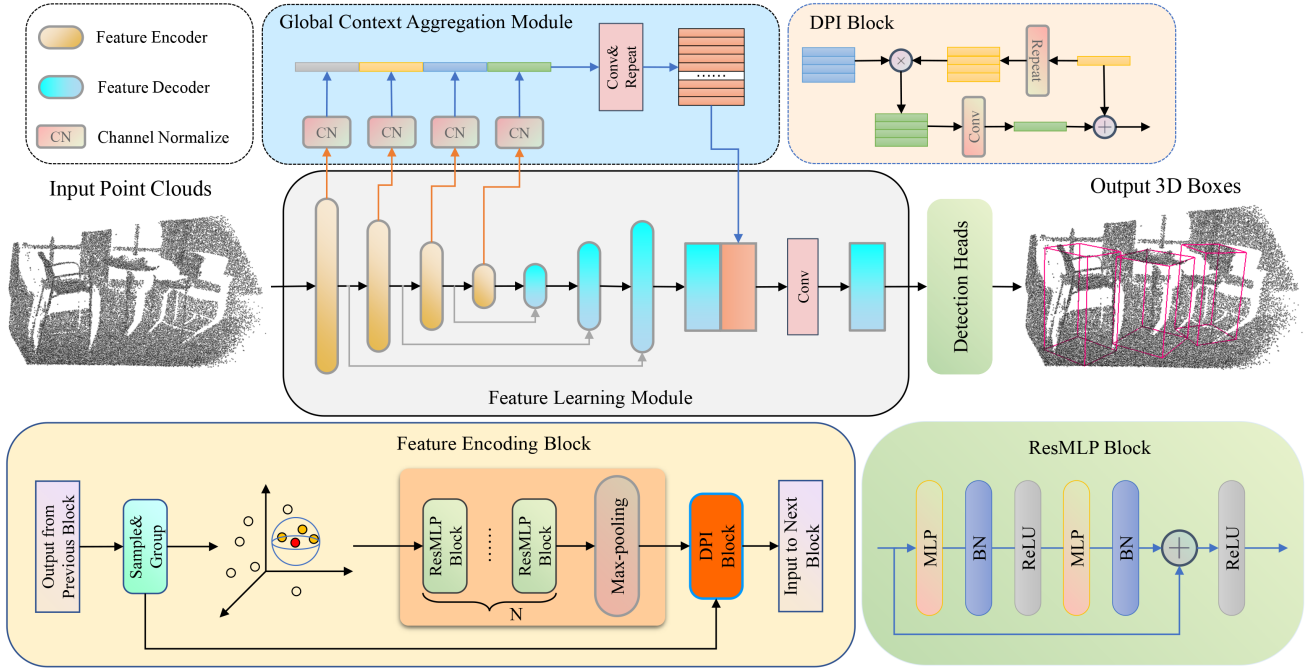 Feature Encoder
Feature Decoder
CN
Channel Normalize
Global Context Aggregation Module
CN
CN
CN
CN
Conv&
Repeat
......
DPI Block
×
Repeat
Conv
+
Input Point Clouds
Conv
Feature Learning Module
Detection Heads
Output 3D Boxes
Feature Encoding Block
Output from
Previous Block
Sample&
Group
ResMLP
Block
......
ResMLP
Block
N
Max-pooling
DPI
Block
Input to Next
Block
ResMLP Block
MLP
BN
ReLU
MLP
BN
+
ReLU